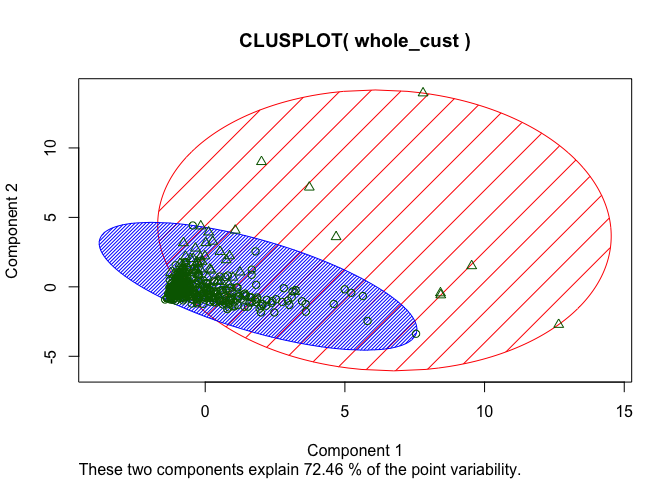 CLUSPLOT( whole_cust )
10
5
0
-5
Component 2
0 5 10 15
Component 1
These two components explain 72.46 % of the point variability.